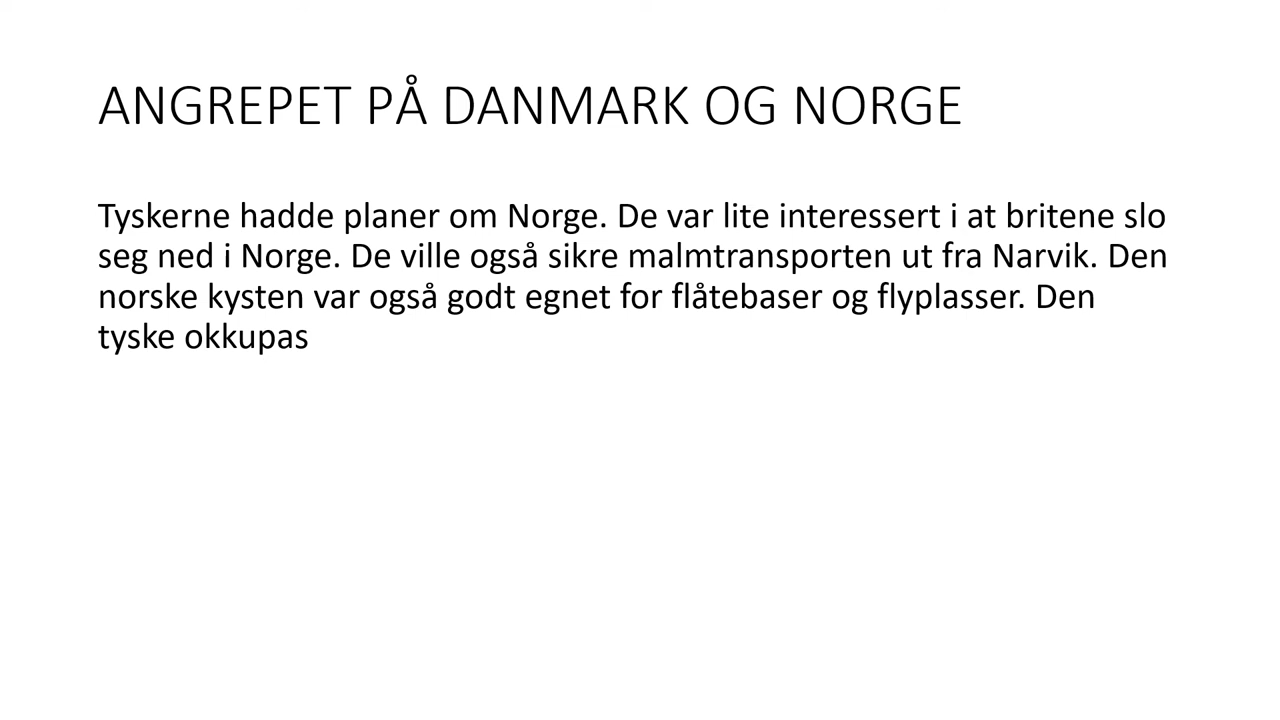 ANGREPET PÅ DANMARK OG NORGE
Tyskerne hadde planer om Norge. De var lite interessert i at britene slo
seg ned i Norge. De ville også sikre malmtransporten ut fra Narvik. Den
norske kysten var også godt egnet for flåtebaser og flyplasser. Den
tyske okkupas